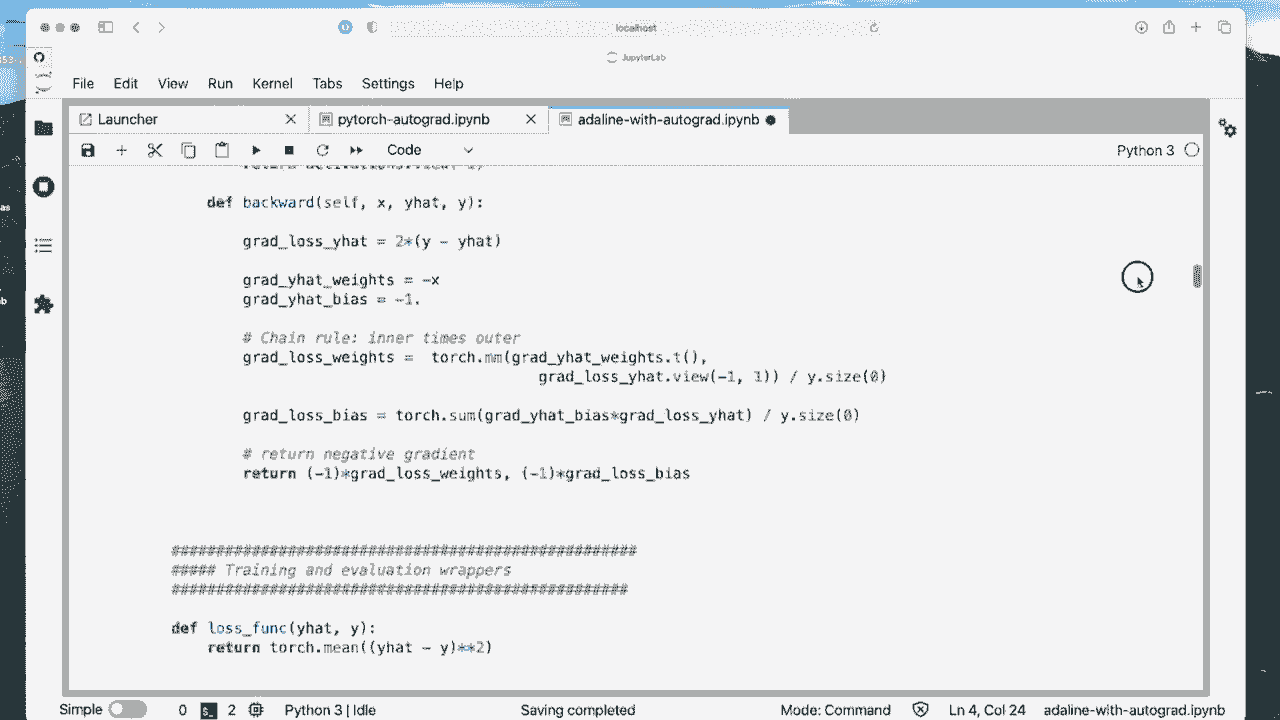 localhost
JupyterLab
File Edit View Run Kernel Tabs Settings Help
Launcher pytorch-autograd.ipynb adaline-with-autograd.ipynb
Code Python 3
def backward(self, x, yhat, y):
grad_loss_yhat = 2*(y - yhat)
grad_yhat_weights = -x
grad_yhat_bias = -1.
# Chain rule: inner times outer
grad_loss_weights =  torch.mm(grad_yhat_weights.t(),
grad_loss_yhat.view(-1, 1)) / y.size(0)
grad_loss_bias = torch.sum(grad_yhat_bias*grad_loss_yhat) / y.size(0)
# return negative gradient
return (-1)*grad_loss_weights, (-1)*grad_loss_bias
####################################################
##### Training and evaluation wrappers
###################################################
def loss_func(yhat, y):
return torch.mean((yhat - y)**2)
Simple 0 $_ 2 Python 3 | Idle Saving completed Mode: Command Ln 4, Col 24 adaline-with-autograd.ipynb